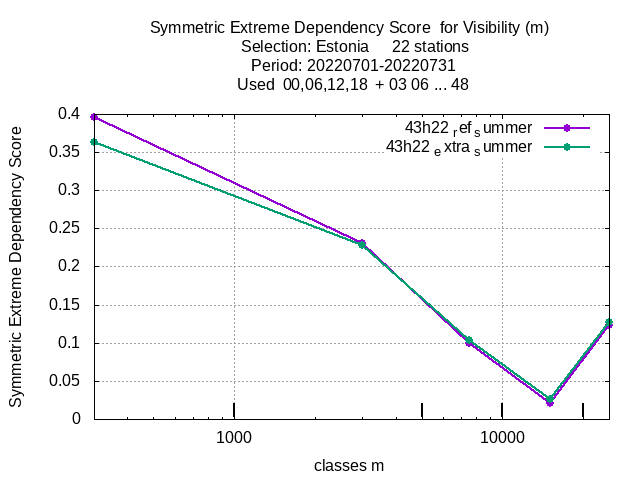 Symmetric Extreme Dependency Score  for Visibility (m)
Selection: Estonia     22 stations
Period: 20220701-20220731
Used  00,06,12,18  + 03 06 ... 48
43h22 ref summer
43h22 extra summer
0.4
0.35
0.3
0.25
0.2
0.15
0.1
0.05
0
Symmetric Extreme Dependency Score
1000
10000
classes m